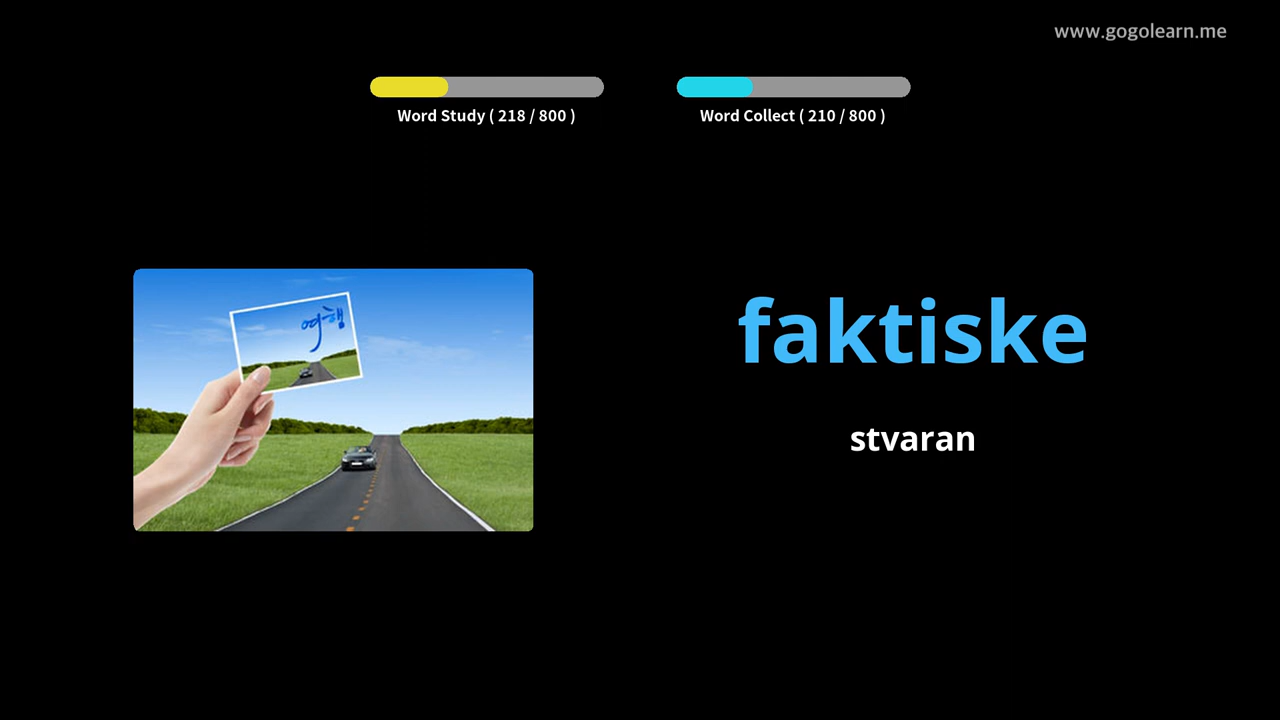 www.gogolearn.me
Word Study ( 218 / 800 )
Word Collect ( 210 / 800 )
여행
faktiske
stvaran